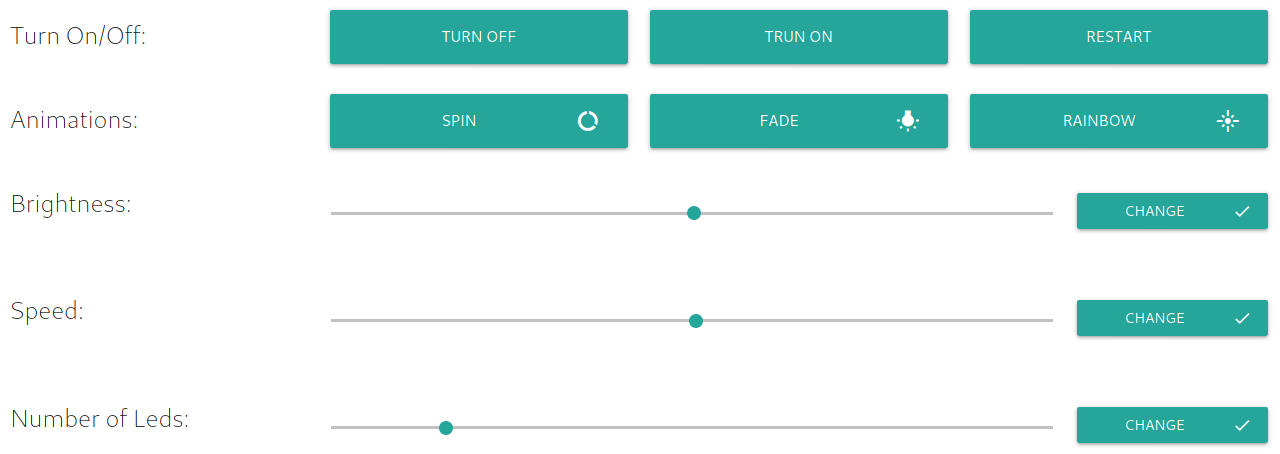 Turn On/Off: TURN OFF TRUN ON RESTART
Animations: SPIN FADE RAINBOW
Brightness: CHANGE
Speed: CHANGE
Number of Leds: CHANGE